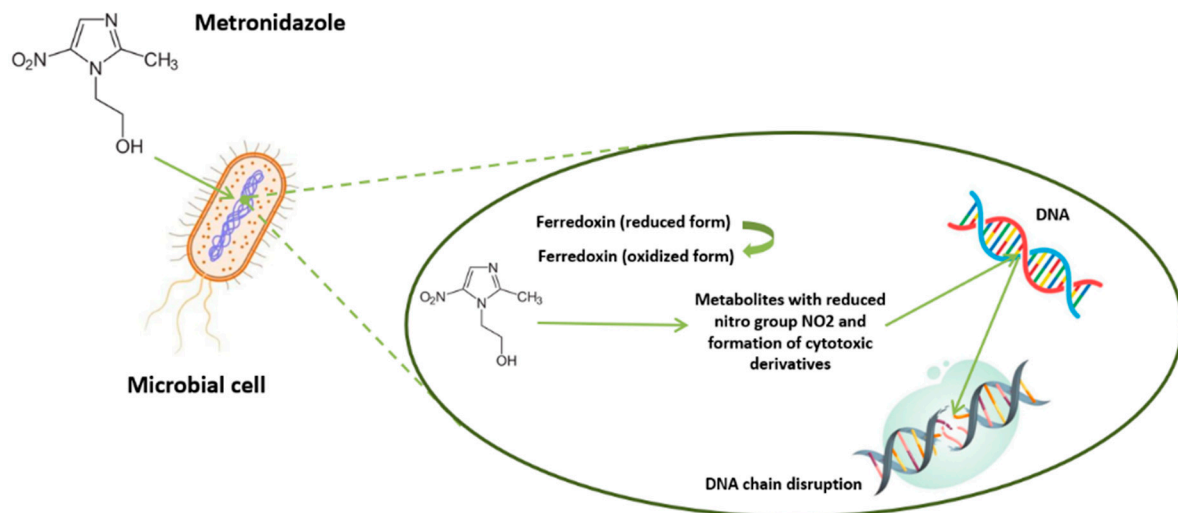 Metronidazole
N
O₂N
N
CH₃
OH
Microbial cell
Ferredoxin (reduced form)
Ferredoxin (oxidized form)
N
O₂N
N
CH₃
OH
Metabolites with reduced
nitro group NO2 and
formation of cytotoxic
derivatives
DNA
DNA chain disruption